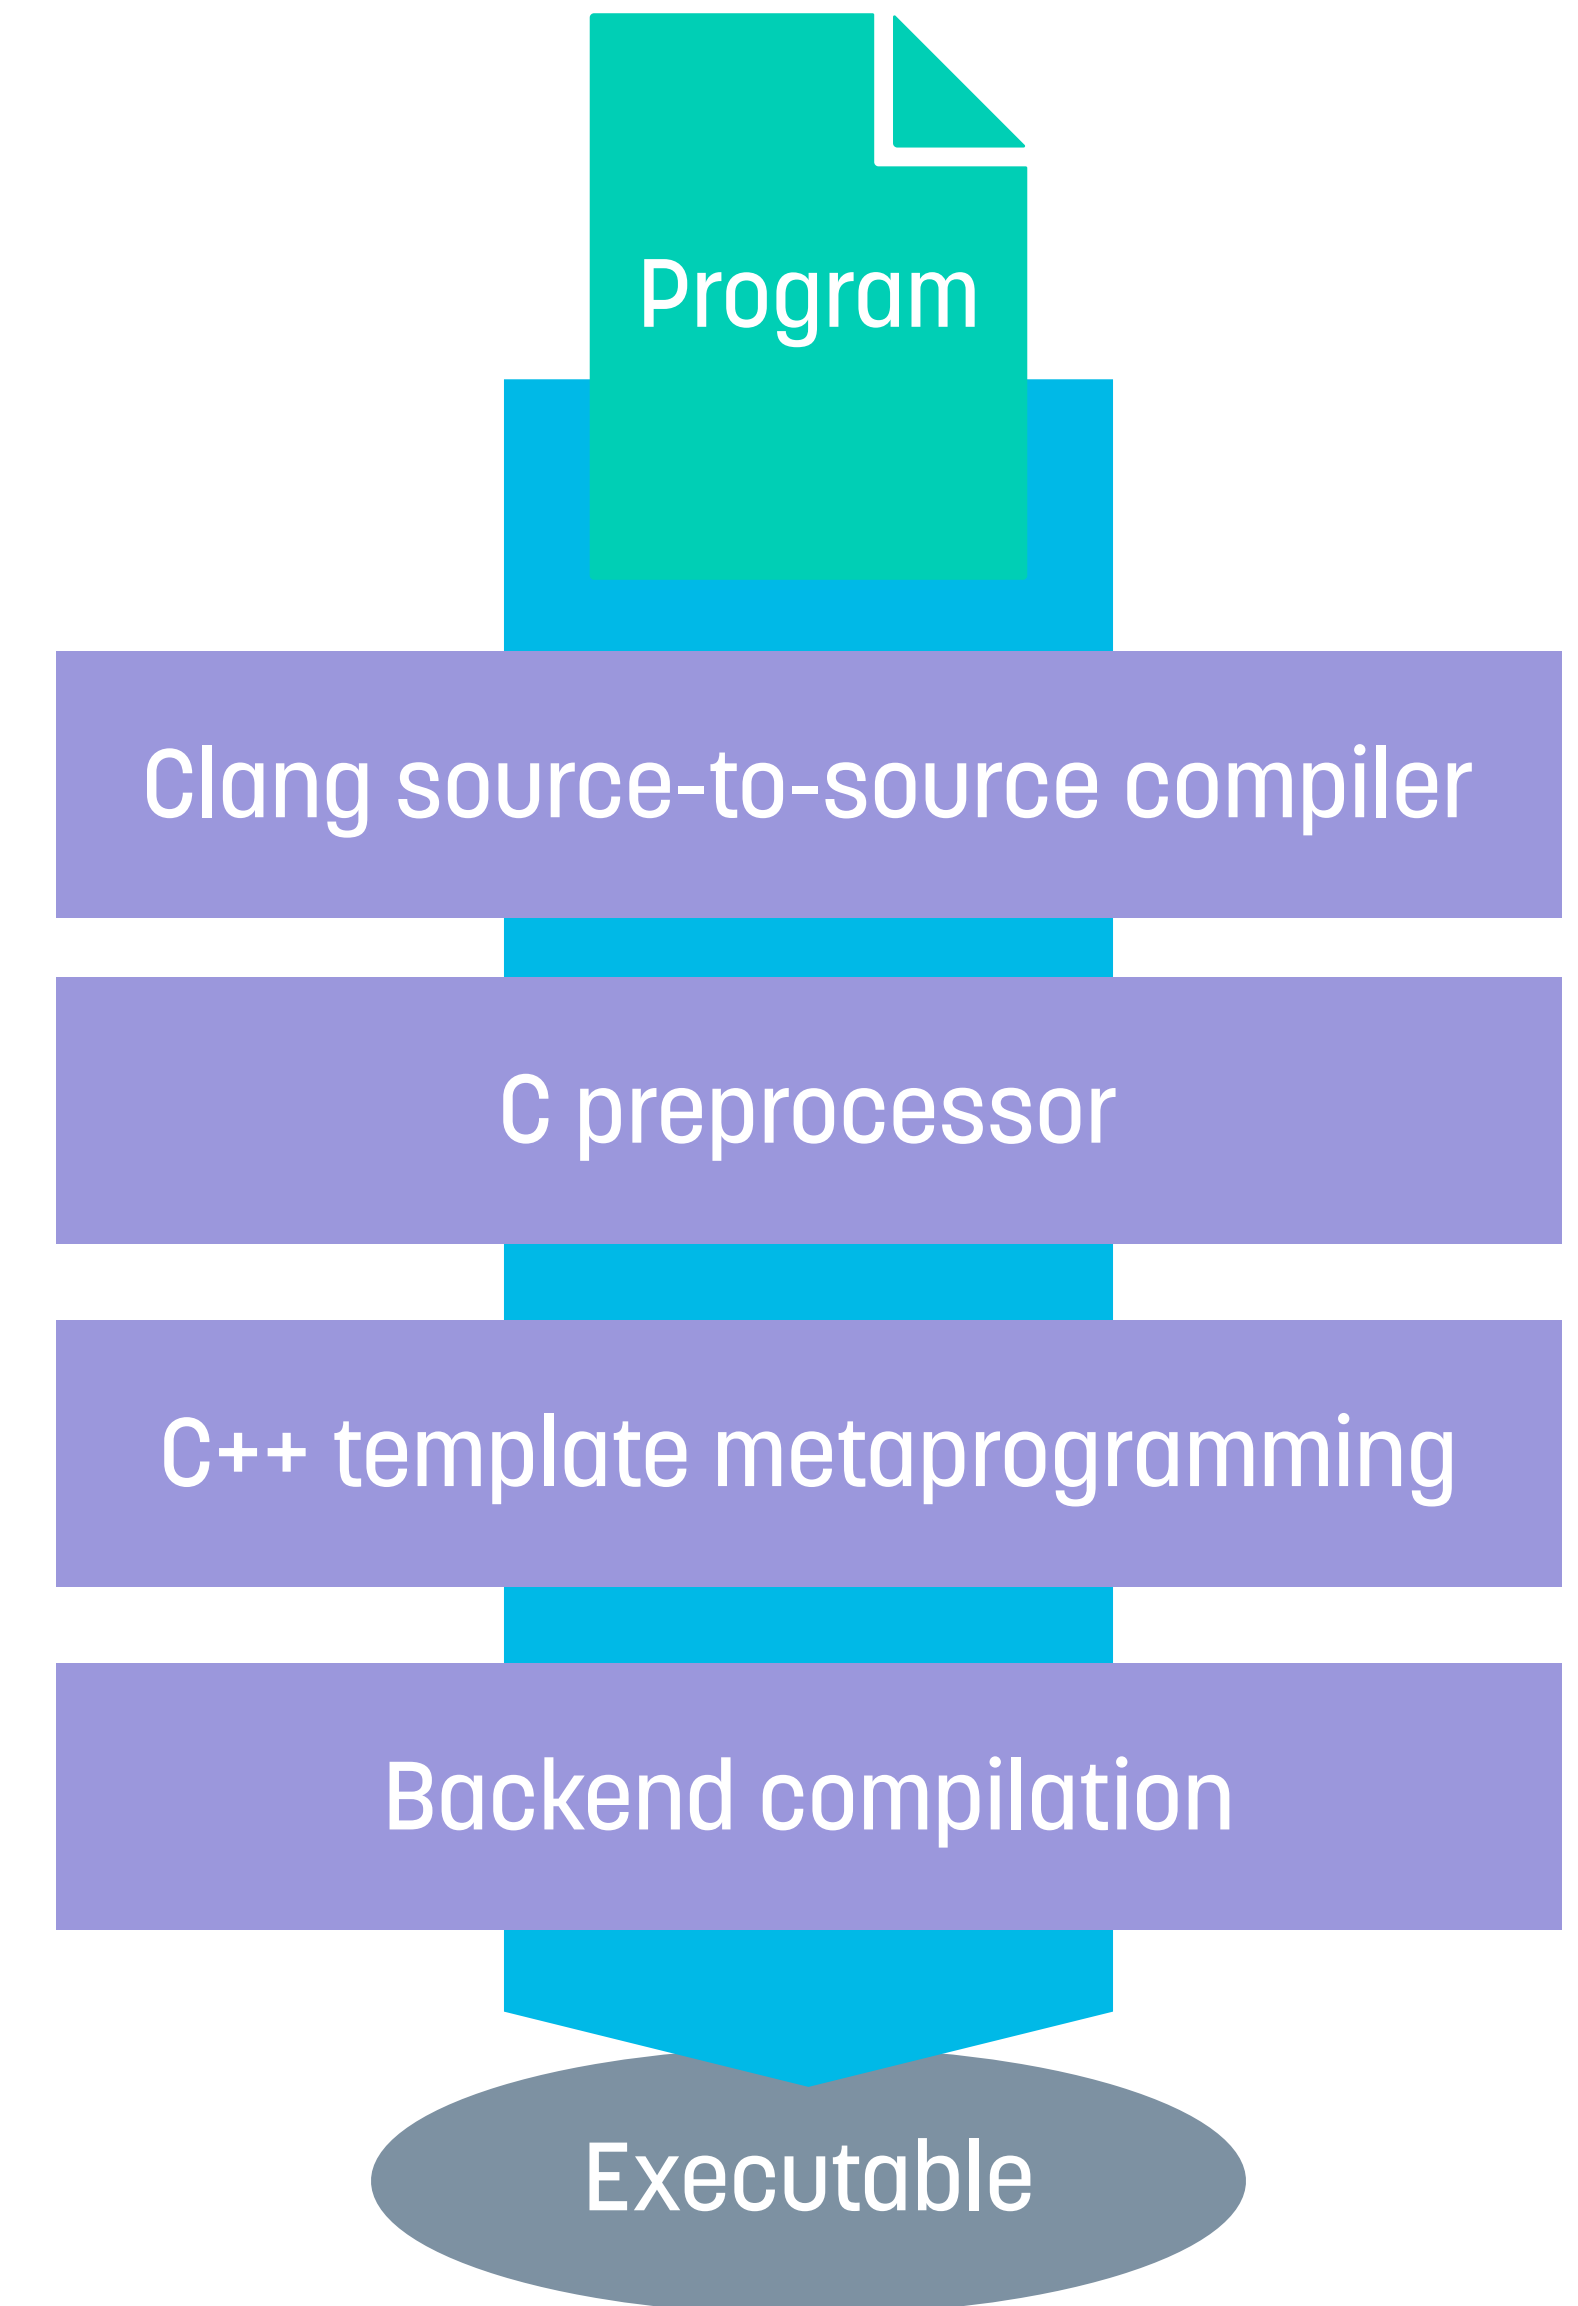 Program
Clang source-to-source compiler
C preprocessor
C++ template metaprogramming
Backend compilation
Executable